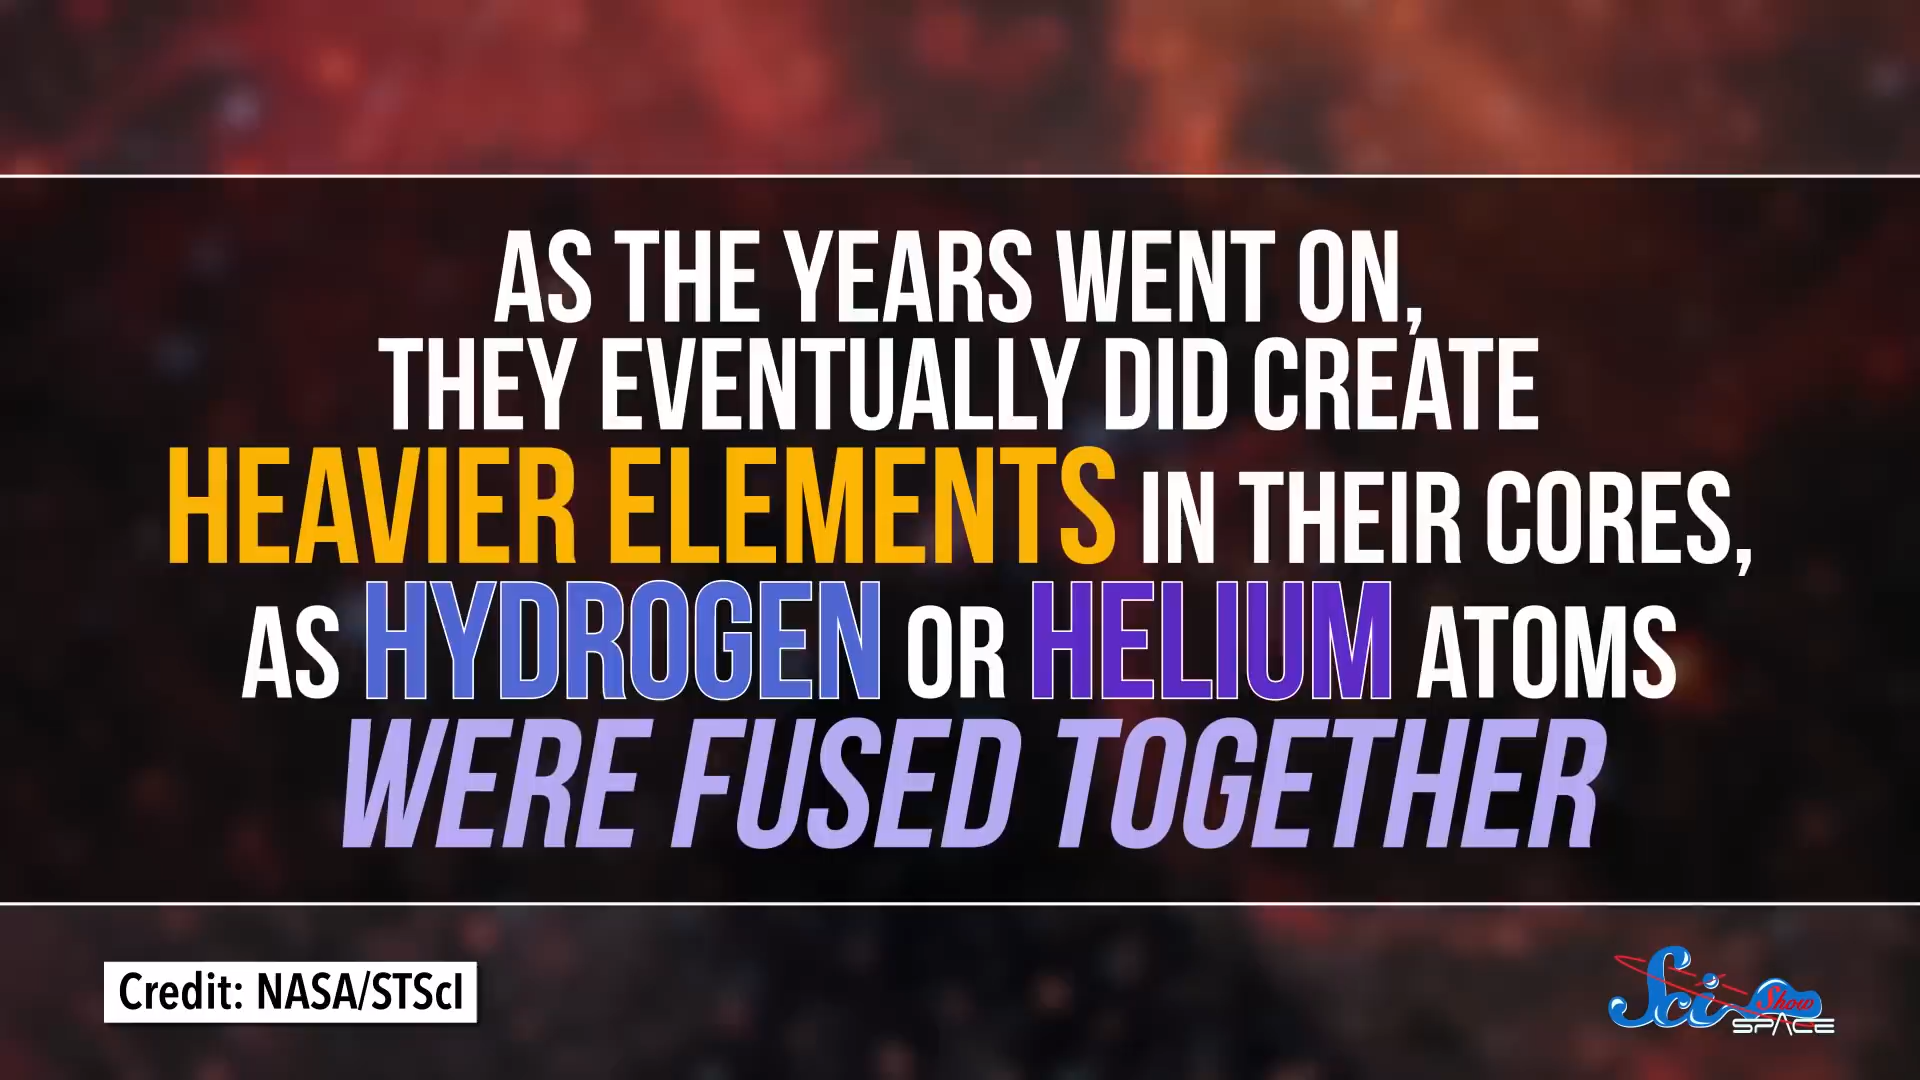 AS THE YEARS WENT ON,
THEY EVENTUALLY DID CREATE
HEAVIER ELEMENTS IN THEIR CORES,
AS HYDROGEN OR HELIUM ATOMS
WERE FUSED TOGETHER
Credit: NASA/STScI
Sci Show
SPACE